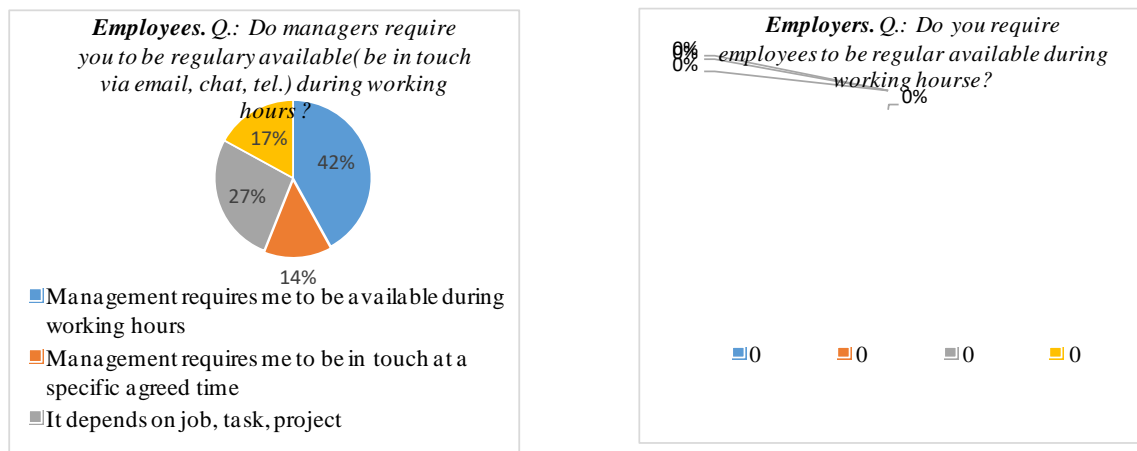 Employees. Q.: Do managers require
you to be regulary available( be in touch
via email, chat, tel.) during working
hours ?
17%
42%
27%
14%
Management requires me to be available during
working hours
Management requires me to be in touch at a
specific agreed time
It depends on job, task, project
Employers. Q.: Do you require
employees to be regular available during
working hourse?
0%
0%
0%
0%
0
0
0
0